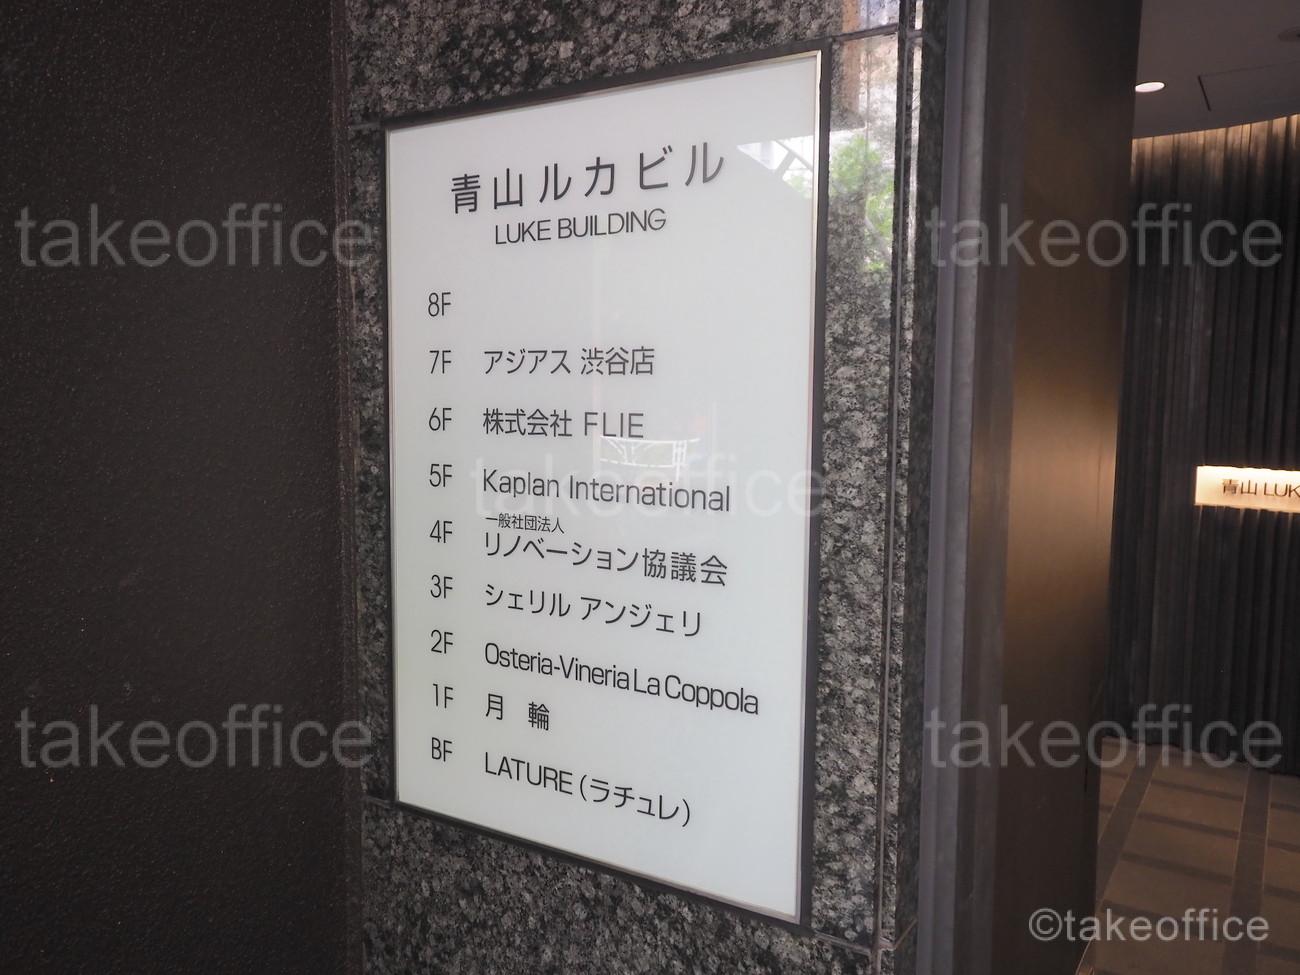 青山ルカビル
LUKE BUILDING
8F
7F アジアス 渋谷店
6F 株式会社 FLIE
5F Kaplan International
4F 一般社団法人
リノベーション協議会
3F シェリル アンジェリ
2F Osteria-Vineria La Coppola
1F 月 輪
BF LATURE (ラチュレ)
青山 LUK
takeoffice
takeoffice
takeoffice
takeoffice
takeoffice
©takeoffice